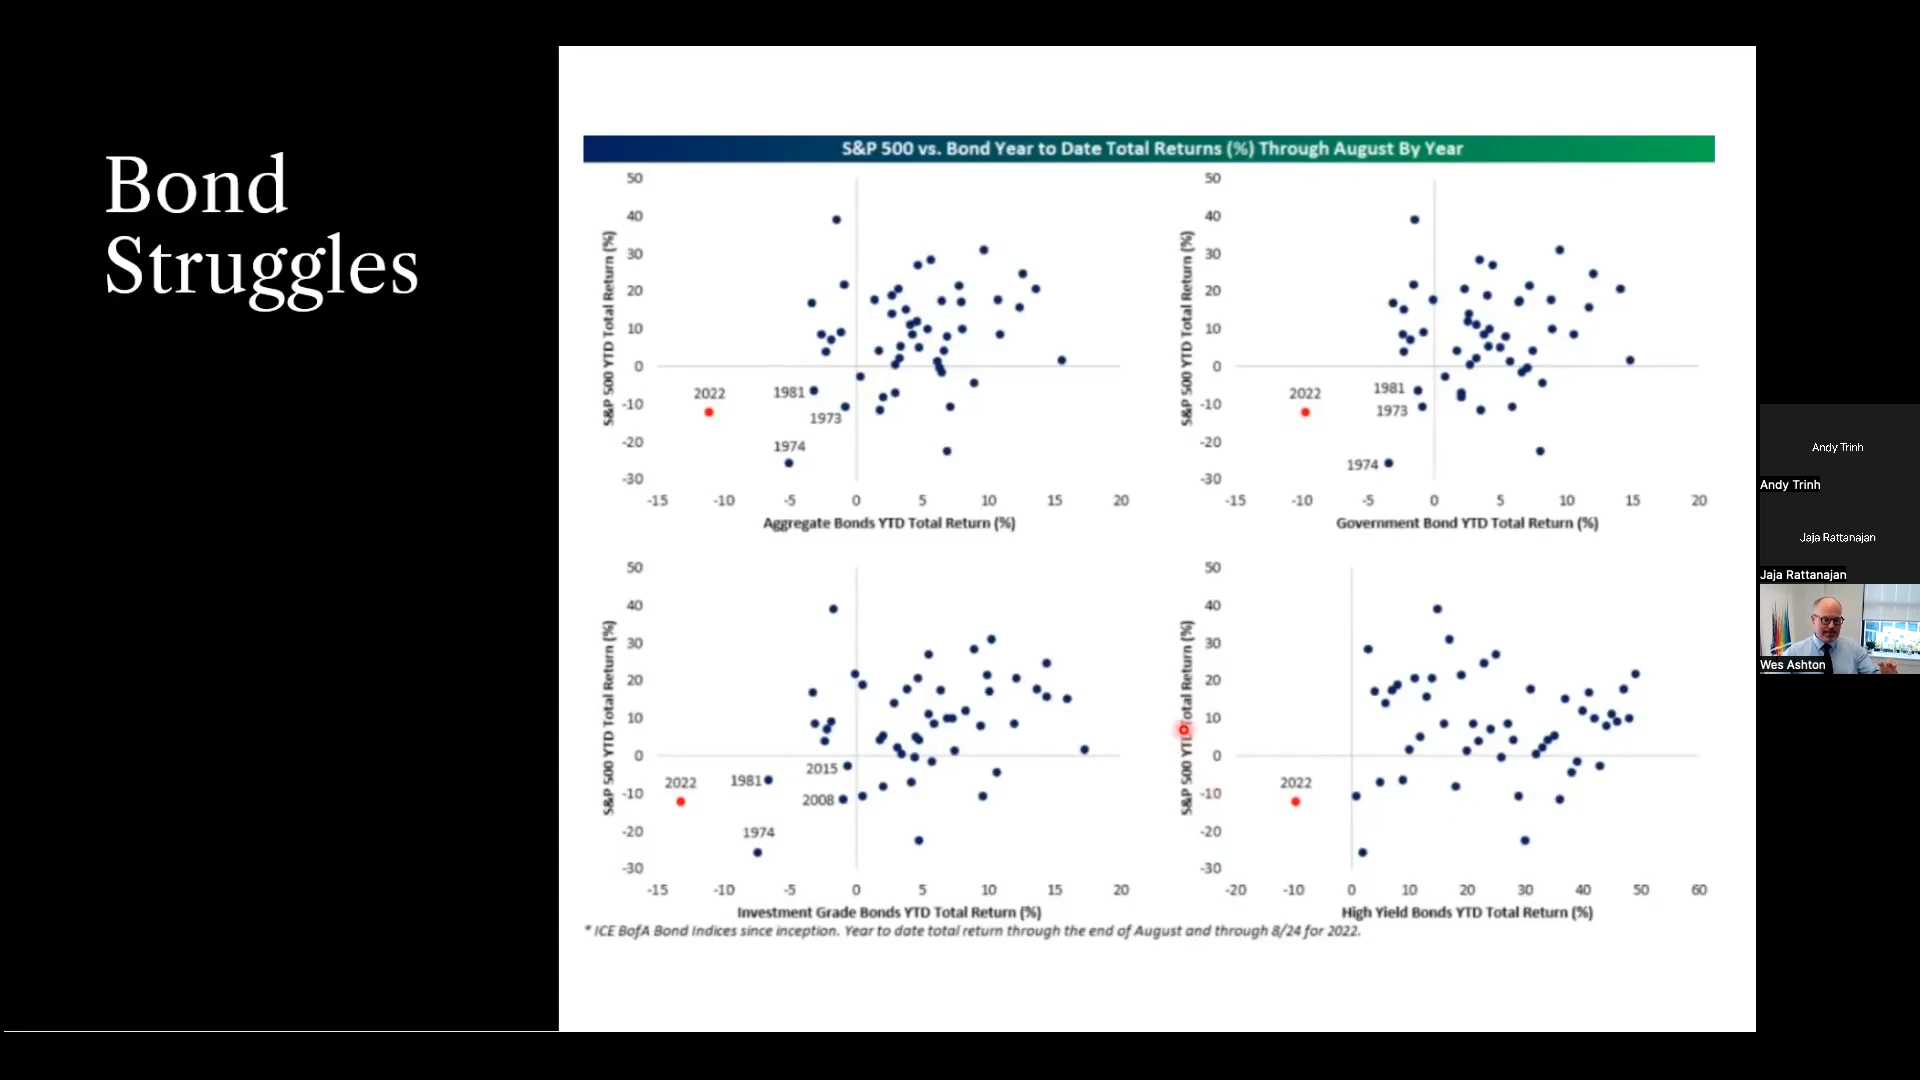 Bond
Struggles
S&P 500 vs. Bond Year to Date Total Returns (%) Through August By Year
S&P 500 YTD Total Return (%)
50
40
30
20
10
0
-10
-20
-30
2022
1981
1973
1974
-15 -10 -5 0 5 10 15 20
Aggregate Bonds YTD Total Return (%)
S&P 500 YTD Total Return (%)
50
40
30
20
10
0
-10
-20
-30
2022
1981
1973
1974
-15 -10 -5 0 5 10 15 20
Government Bond YTD Total Return (%)
S&P 500 YTD Total Return (%)
50
40
30
20
10
0
-10
-20
-30
2022
1981
2015
2008
1974
-15 -10 -5 0 5 10 15 20
Investment Grade Bonds YTD Total Return (%)
S&P 500 YTD Total Return (%)
50
40
30
20
10
0
-10
-20
-30
2022
-20 -10 0 10 20 30 40 50 60
High Yield Bonds YTD Total Return (%)
* ICE BofA Bond Indices since inception. Year to date total return through the end of August and through 8/24 for 2022.
Andy Trinh
Andy Trinh
Jaja Rattanajan
Jaja Rattanajan
Wes Ashton